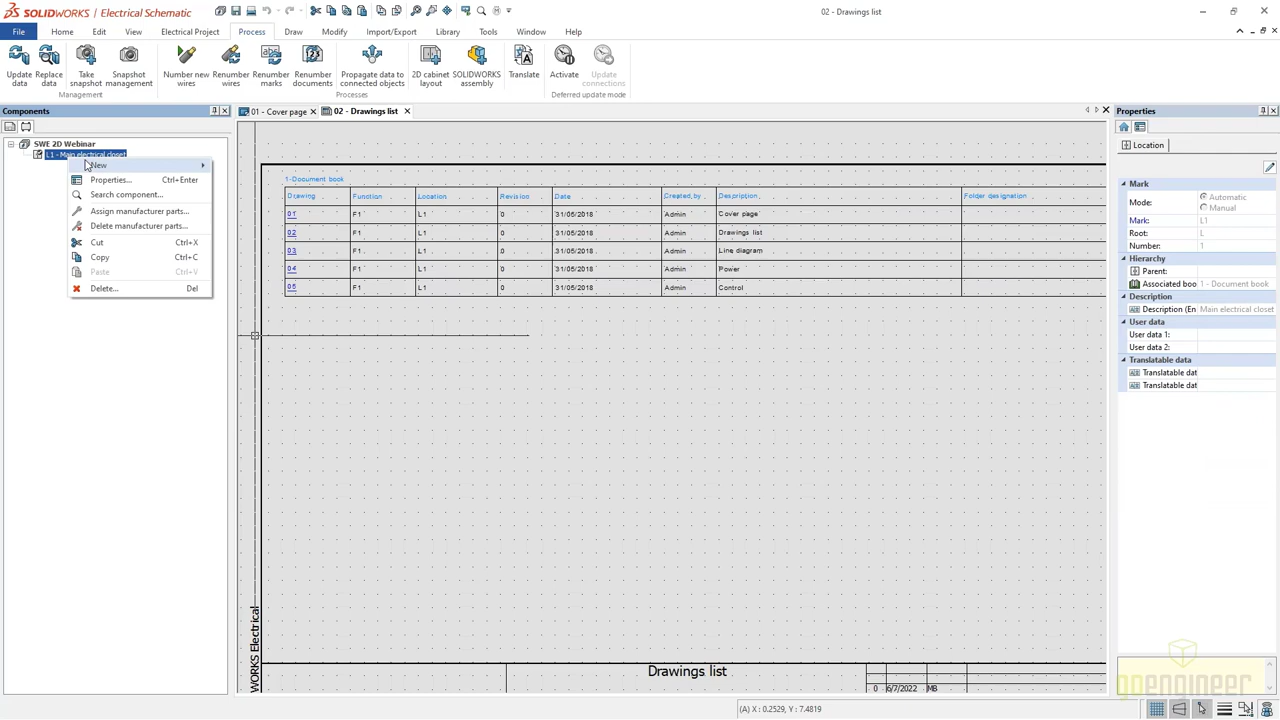 SOLIDWORKS | Electrical Schematic
02 - Drawings list
File Home Edit View Electrical Project Process Draw Modify Import/Export Library Tools Window Help
Update data
Replace data
Take snapshot
Snapshot management
Number new wires
Renumber wires
Renumber marks
Renumber documents
Propagate data to connected objects
2D cabinet layout
SOLIDWORKS assembly
Translate
Activate
Update connections
Management
Processes
Deferred update mode
Components
SWE 2D Webinar
L1 - Main electrical closet
New
Properties... Ctrl+Enter
Search component...
Assign manufacturer parts...
Delete manufacturer parts...
Cut Ctrl+X
Copy Ctrl+C
Paste Ctrl+V
Delete... Del
01 - Cover page
02 - Drawings list
1-Document book
Drawing Function Location Revision Date Created by Description Folder designation
01 F1 L1 0 31/05/2018 Admin Cover page
02 F1 L1 0 31/05/2018 Admin Drawings list
03 F1 L1 0 31/05/2018 Admin Line diagram
04 F1 L1 0 31/05/2018 Admin Power
05 F1 L1 0 31/05/2018 Admin Control
WORKS Electrical
Drawings list
0 6/7/2022 MB
Properties
Location
Mark
Mode: Automatic
Manual
Mark: L1
Root: L
Number: 1
Hierarchy
Parent:
Associated boo 1 - Document book
Description
Description (En Main electrical closet
User data
User data 1:
User data 2:
Translatable data
Translatable dat
Translatable dat
goengineer
(A) X : 0.2529, Y : 7.4819